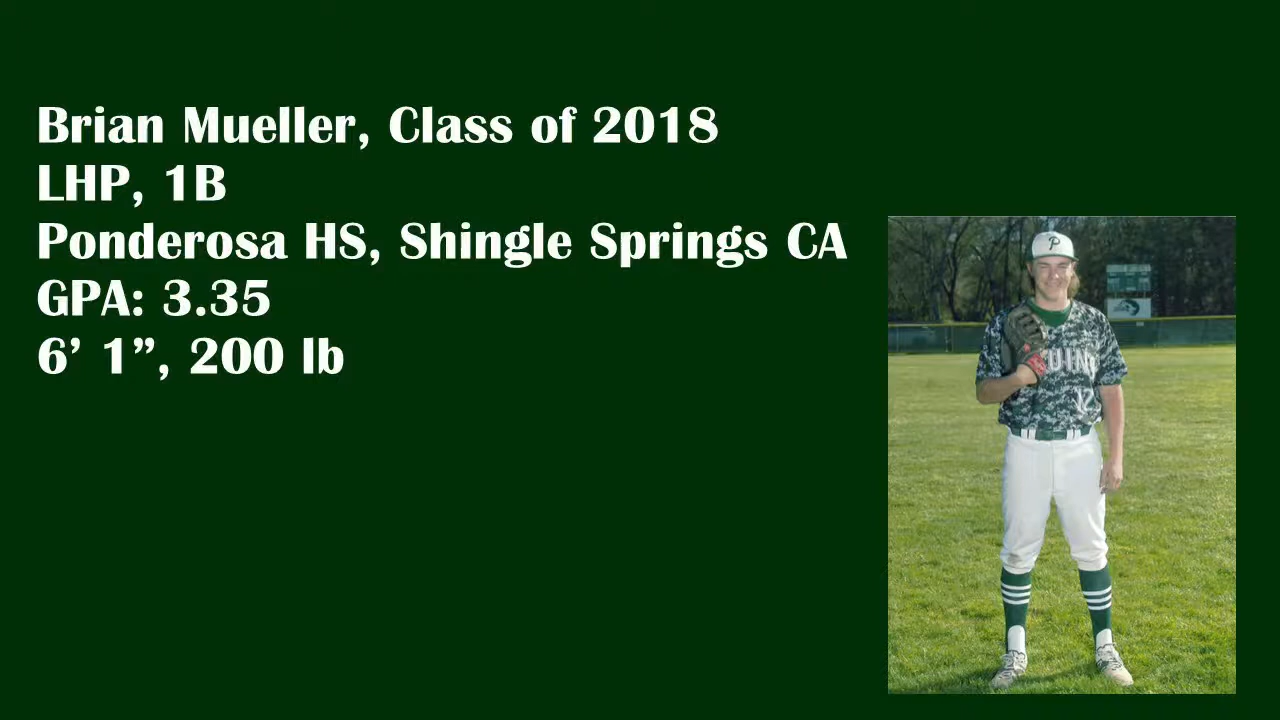 Brian Mueller, Class of 2018
LHP, 1B
Ponderosa HS, Shingle Springs CA
GPA: 3.35
6’ 1”, 200 lb
P
12